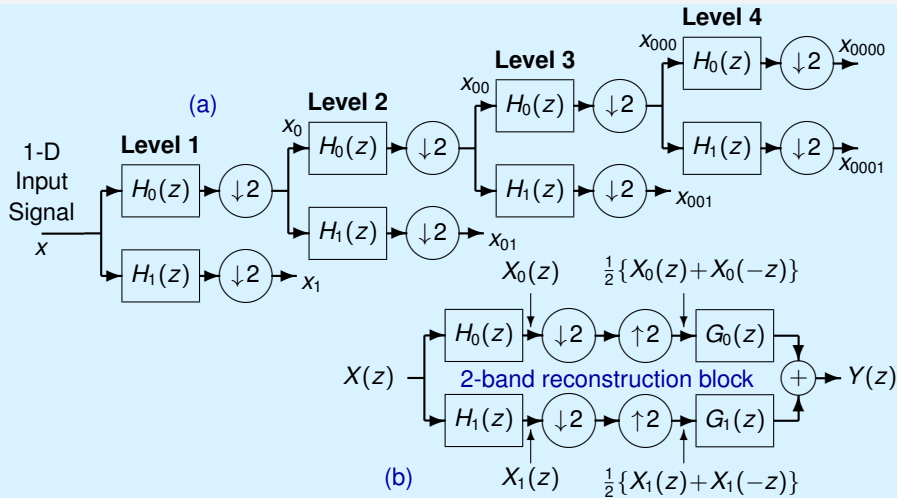 Level 4
x₀₀₀ H₀(z) ↓2 x₀₀₀₀
Level 3
x₀₀ H₀(z) ↓2
H₁(z) ↓2 x₀₀₀₁
(a)
Level 2
x₀ H₀(z) ↓2
H₁(z) ↓2 x₀₀₁
1-D
Input
Signal
x
Level 1
H₀(z) ↓2
H₁(z) ↓2 x₀₁
H₁(z) ↓2 x₁
X₀(z) ½{X₀(z)+X₀(-z)}
H₀(z) ↓2 ↑2 G₀(z)
X(z) 2-band reconstruction block + Y(z)
H₁(z) ↓2 ↑2 G₁(z)
(b) X₁(z) ½{X₁(z)+X₁(-z)}